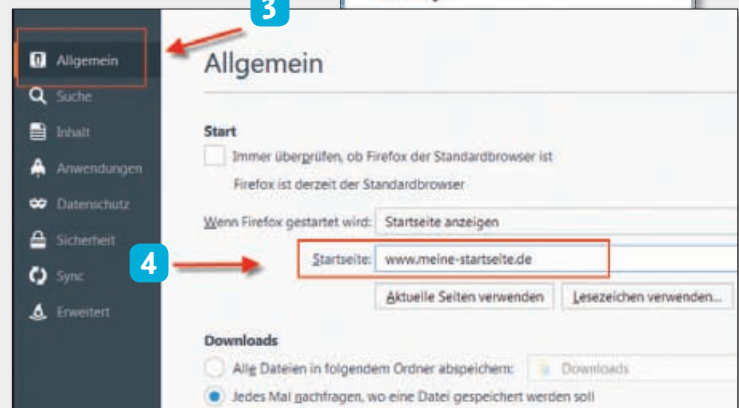 3
Allgemein
Suche
Inhalt
Anwendungen
Datenschutz
Sicherheit
Sync
Erweitert
Allgemein
Start
Immer überprüfen, ob Firefox der Standardbrowser ist
Firefox ist derzeit der Standardbrowser
Wenn Firefox gestartet wird: Startseite anzeigen
4
Startseite: www.meine-startseite.de
Aktuelle Seiten verwenden Lesezeichen verwenden...
Downloads
Alle Dateien in folgendem Ordner abspeichern: Downloads
Jedes Mal nachfragen, wo eine Datei gespeichert werden soll